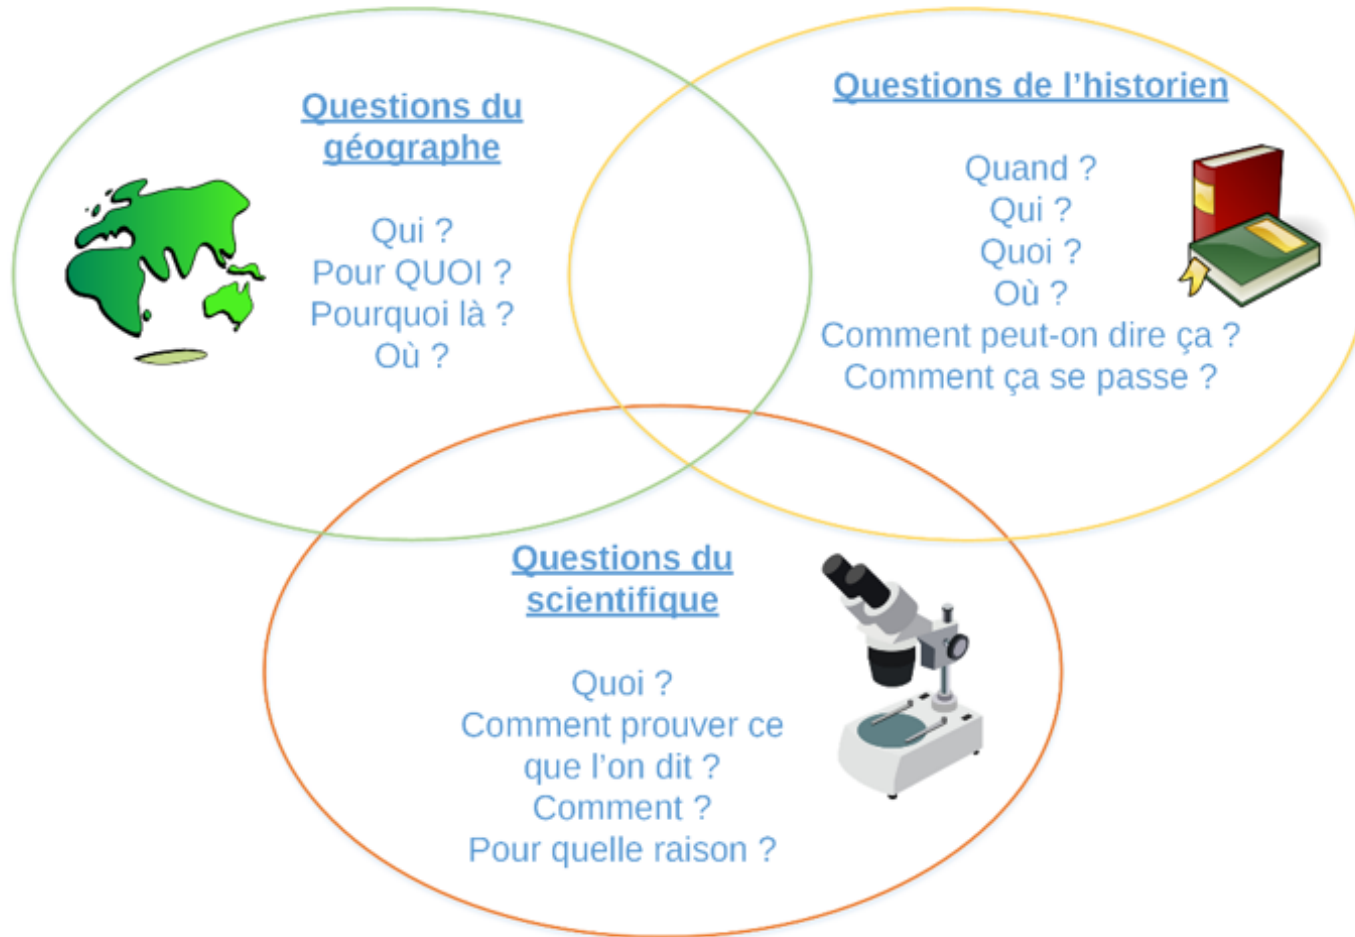 Questions du
géographe
Qui ?
Pour QUOI ?
Pourquoi là ?
Où ?
Questions de l’historien
Quand ?
Qui ?
Quoi ?
Où ?
Comment peut-on dire ça ?
Comment ça se passe ?
Questions du
scientifique
Quoi ?
Comment prouver ce
que l’on dit ?
Comment ?
Pour quelle raison ?